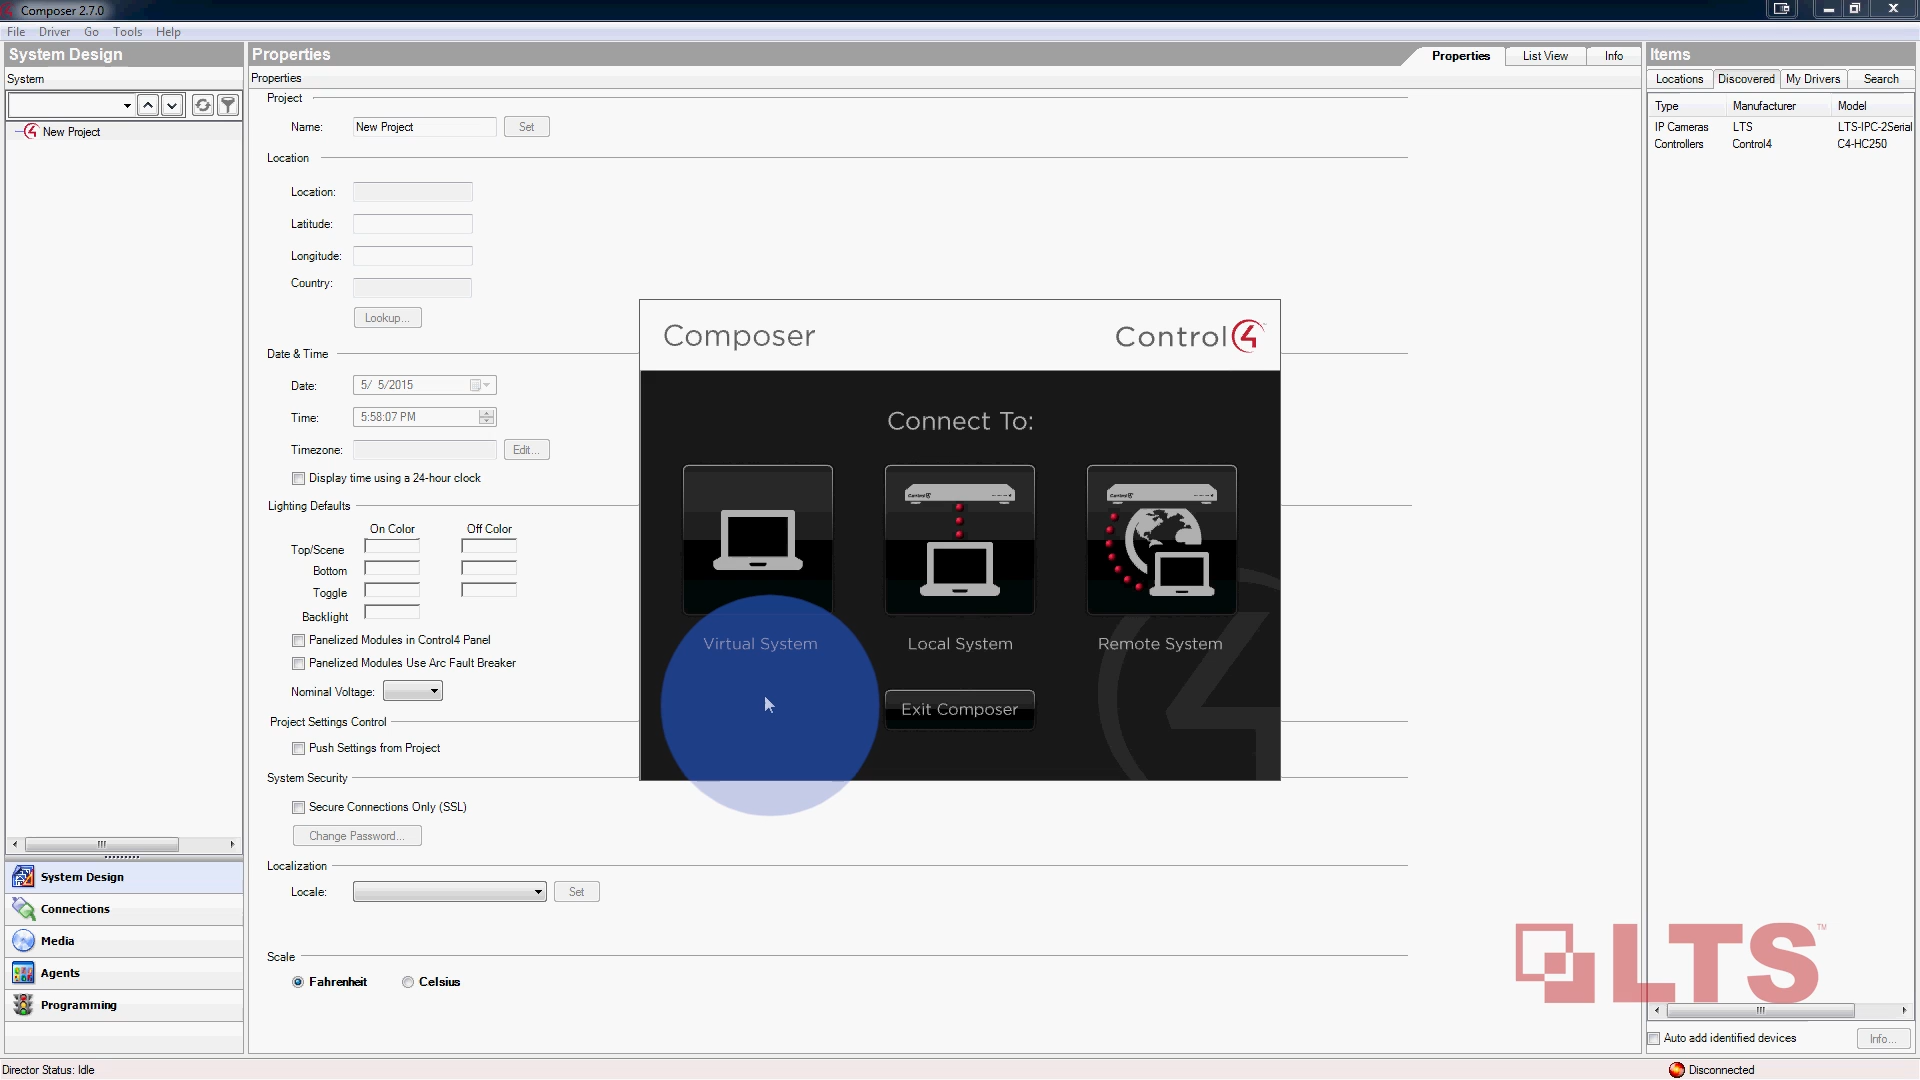 Composer 2.7.0
File Driver Go Tools Help
System Design
System
New Project
System Design
Connections
Media
Agents
Programming
Director Status: Idle
Properties
Properties List View Info
Properties
Project
Name: New Project Set
Location
Location:
Latitude:
Longitude:
Country:
Lookup...
Date & Time
Date: 5/ 5/2015
Time: 5:58:07 PM
Timezone: Edit...
Display time using a 24-hour clock
Lighting Defaults
On Color Off Color
Top/Scene
Bottom
Toggle
Backlight
Panelized Modules in Control4 Panel
Panelized Modules Use Arc Fault Breaker
Nominal Voltage:
Project Settings Control
Push Settings from Project
System Security
Secure Connections Only (SSL)
Change Password...
Localization
Locale: Set
Scale
Fahrenheit Celsius
Composer Control4
Connect To:
Control4
Control4
Virtual System Local System Remote System
Exit Composer
Items
Locations Discovered My Drivers Search
Type Manufacturer Model
IP Cameras LTS LTS-IPC-2Serial
Controllers Control4 C4-HC250
LTS™
Auto add identified devices Info...
Disconnected